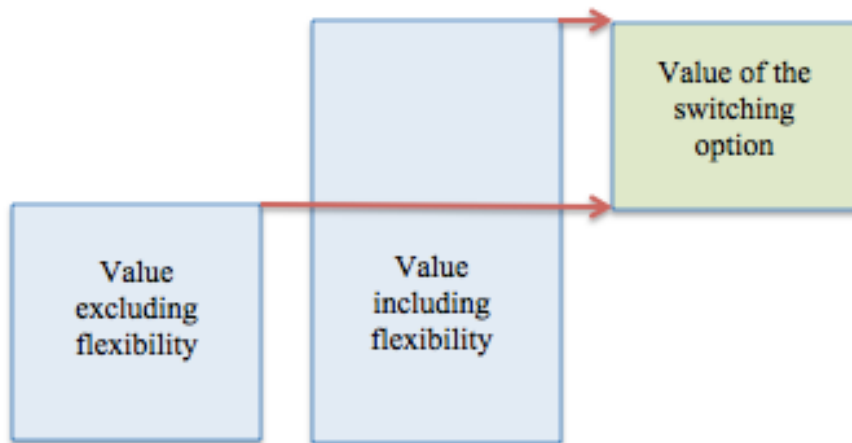 Value
excluding
flexibility
Value
including
flexibility
Value of the
switching
option